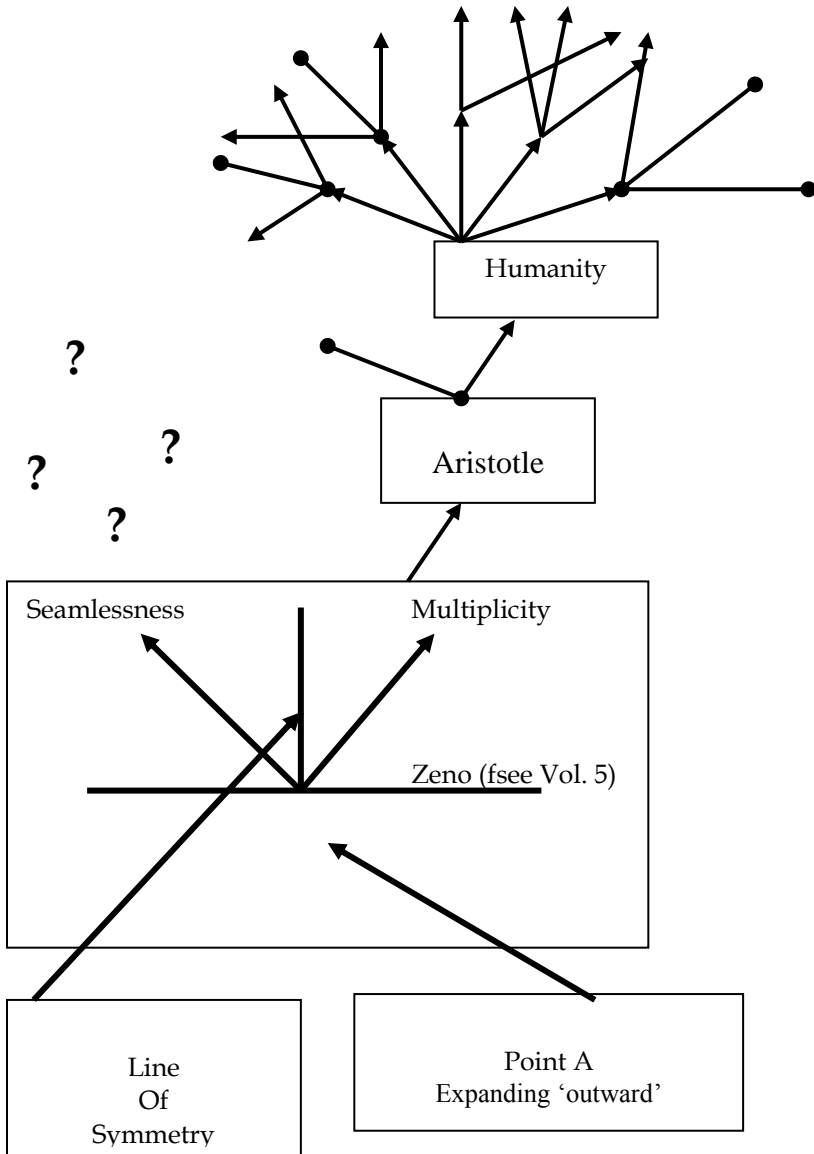 Humanity
?
Aristotle
?
?
?
Seamlessness Multiplicity
Zeno (fsee Vol. 5)
Line
Of
Symmetry
Point A
Expanding ‘outward’